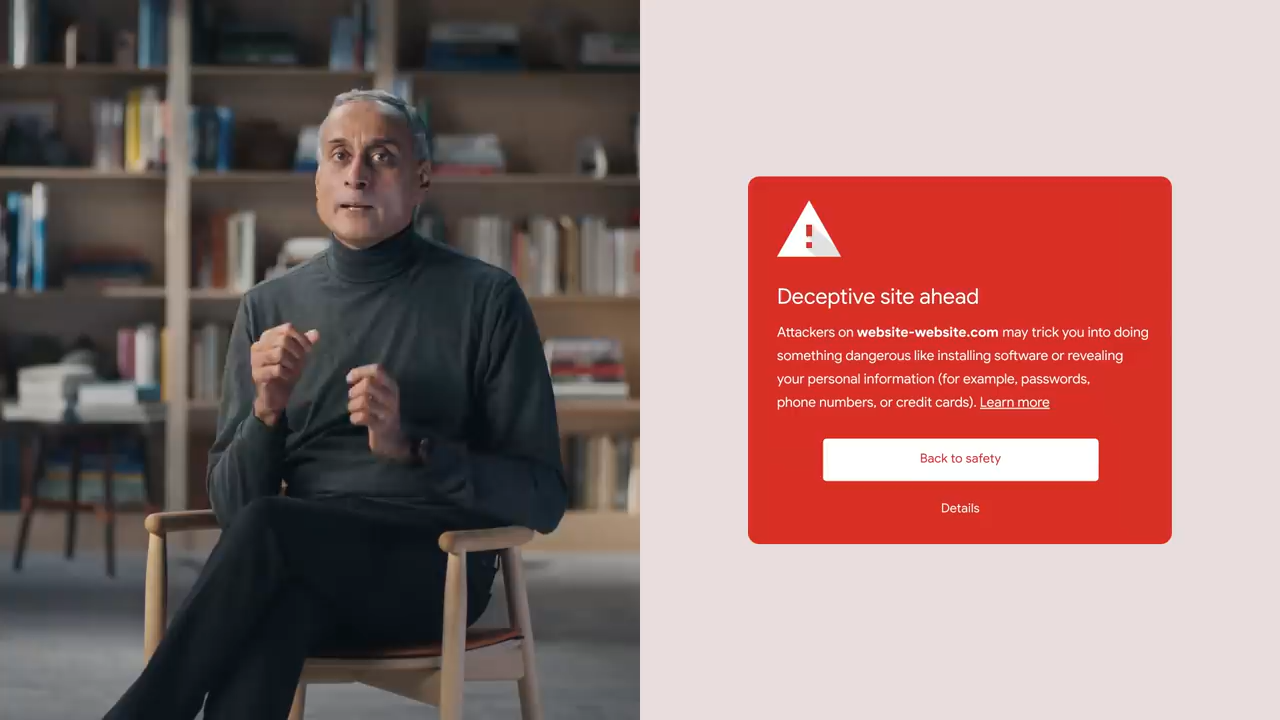 Deceptive site ahead
Attackers on website-website.com may trick you into doing
something dangerous like installing software or revealing
your personal information (for example, passwords,
phone numbers, or credit cards). Learn more
Back to safety
Details